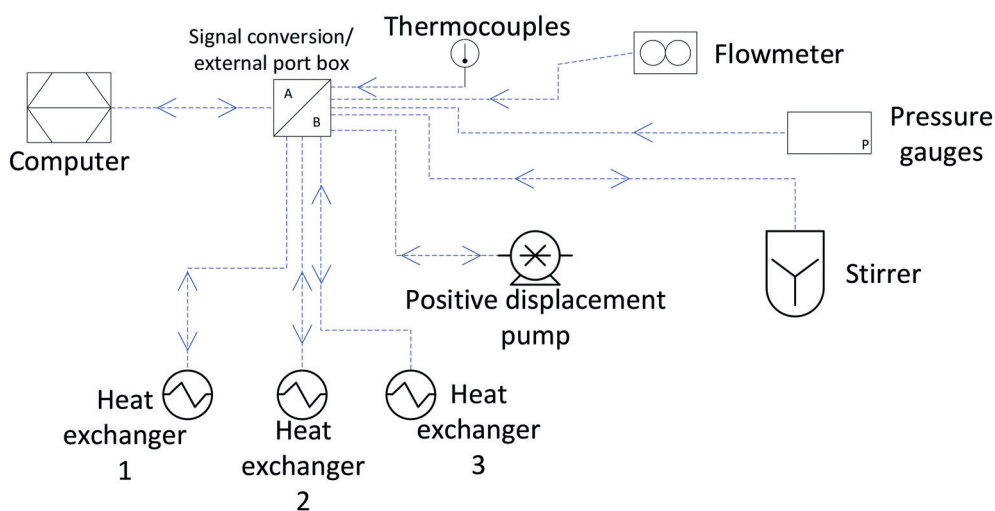 Thermocouples
Signal conversion/
external port box
Flowmeter
A
B
Computer
Pressure
gauges
P
Stirrer
Positive displacement
pump
Heat
exchanger
1
Heat
exchanger
2
Heat
exchanger
3